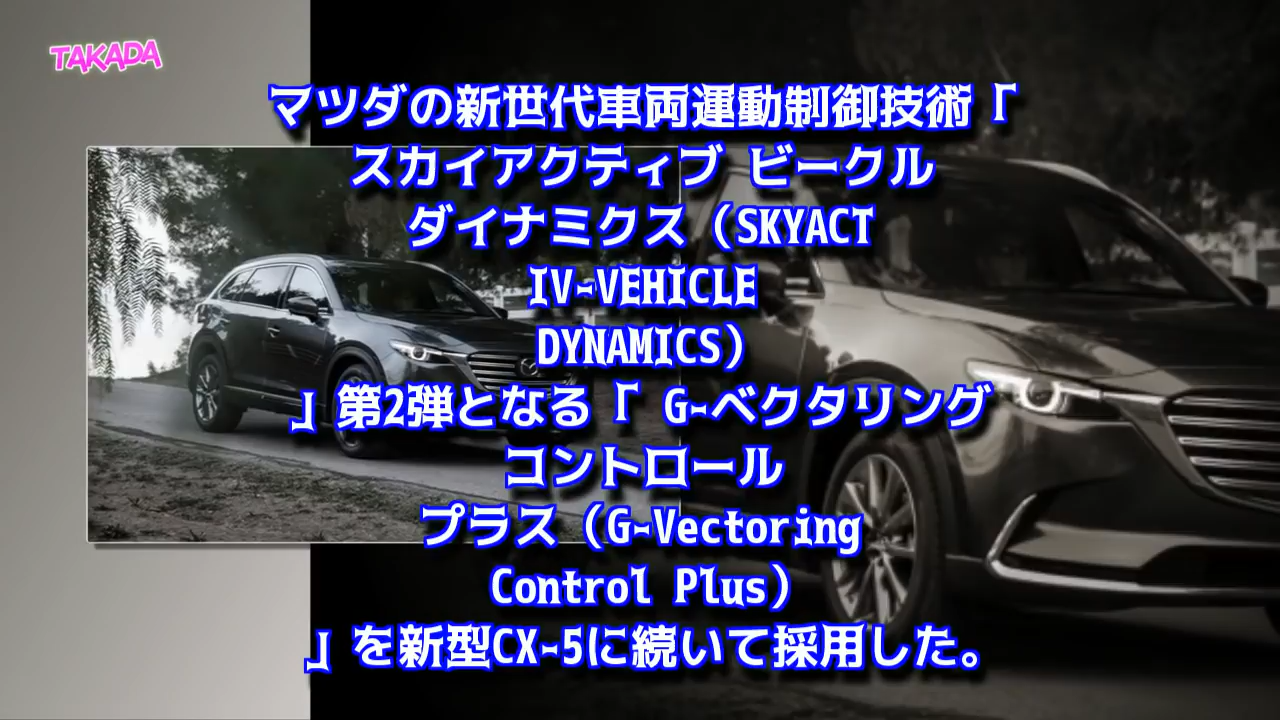 TAKADA
マツダの新世代車両運動制御技術「
スカイアクティブ ビークル
ダイナミクス（SKYACT
IV-VEHICLE
DYNAMICS）
」第2弾となる「 G-ベクタリング
コントロール
プラス（G-Vectoring
Control Plus）
」を新型CX-5に続いて採用した。